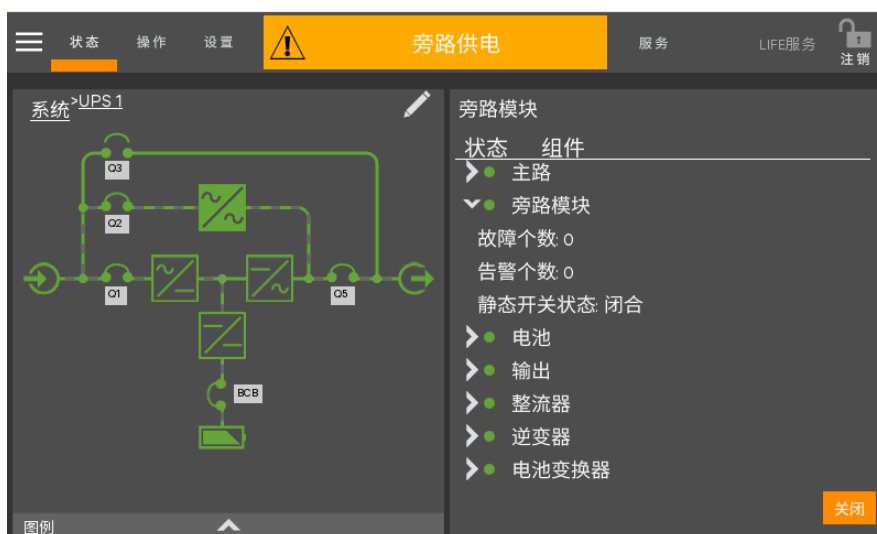 状态 操作 设置 旁路供电 服务 LIFE服务 注销
系统>UPS 1
Q3
Q2
Q1
Q5
BCB
图例
旁路模块
状态 组件
主路
旁路模块
故障个数: 0
告警个数: 0
静态开关状态: 闭合
电池
输出
整流器
逆变器
电池变换器
关闭